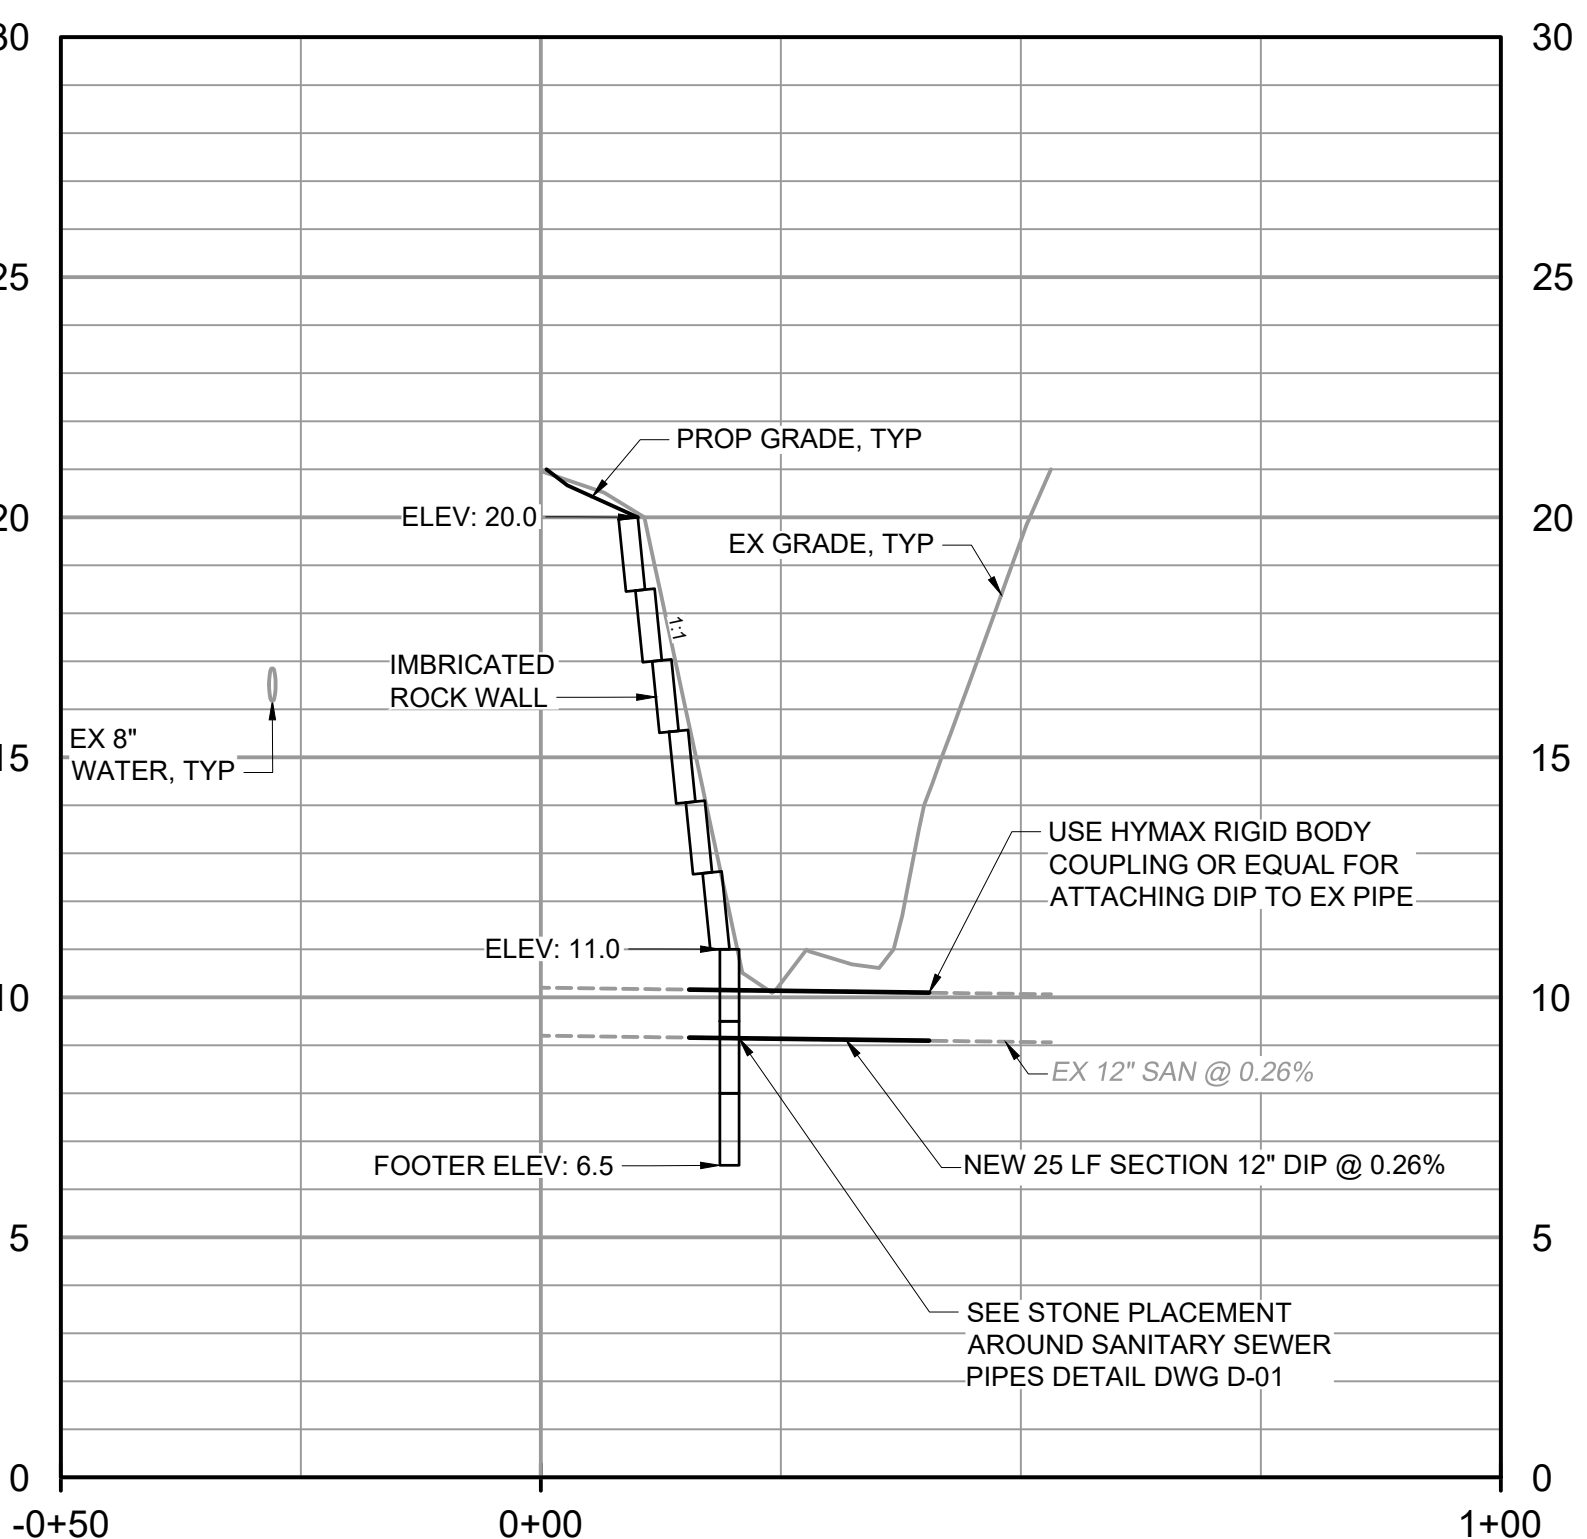 30
30
25
25
PROP GRADE, TYP
ELEV: 20.0
20
20
EX GRADE, TYP
1:1
IMBRICATED
ROCK WALL
EX 8"
WATER, TYP
15
15
USE HYMAX RIGID BODY
COUPLING OR EQUAL FOR
ATTACHING DIP TO EX PIPE
ELEV: 11.0
10
10
EX 12" SAN @ 0.26%
FOOTER ELEV: 6.5
NEW 25 LF SECTION 12" DIP @ 0.26%
5
5
SEE STONE PLACEMENT
AROUND SANITARY SEWER
PIPES DETAIL DWG D-01
0
0
-0+50
0+00
1+00